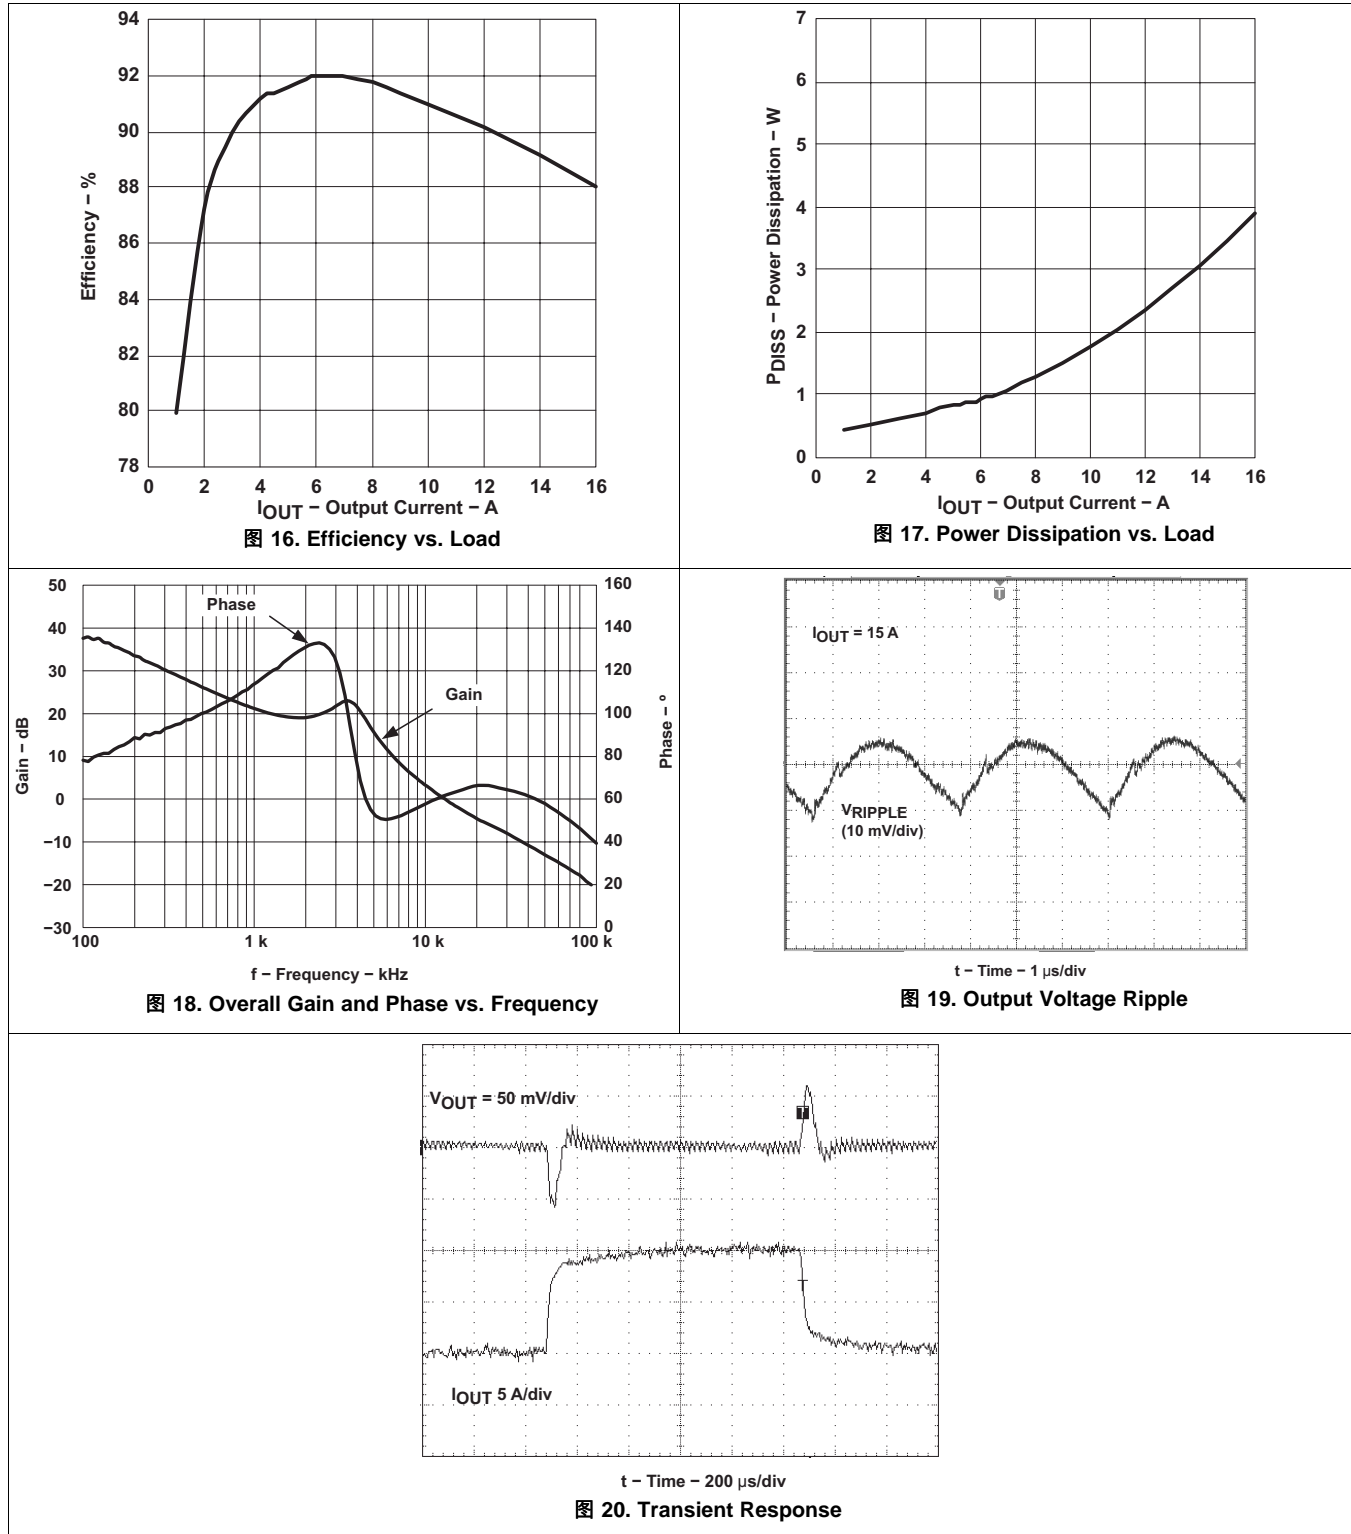 94
92
90
88
86
84
82
80
78
Efficiency – %
0 2 4 6 8 10 12 14 16
IOUT – Output Current – A
图 16. Efficiency vs. Load
7
6
5
4
3
2
1
0
PDISS – Power Dissipation – W
0 2 4 6 8 10 12 14 16
IOUT – Output Current – A
图 17. Power Dissipation vs. Load
50
40
30
20
10
0
–10
–20
–30
Gain – dB
Phase
Gain
160
140
120
100
80
60
40
20
0
Phase – º
100 1 k 10 k 100 k
f – Frequency – kHz
图 18. Overall Gain and Phase vs. Frequency
T
IOUT = 15 A
VRIPPLE
(10 mV/div)
t – Time – 1 µs/div
图 19. Output Voltage Ripple
VOUT = 50 mV/div
T
IOUT 5 A/div
t – Time – 200 µs/div
图 20. Transient Response